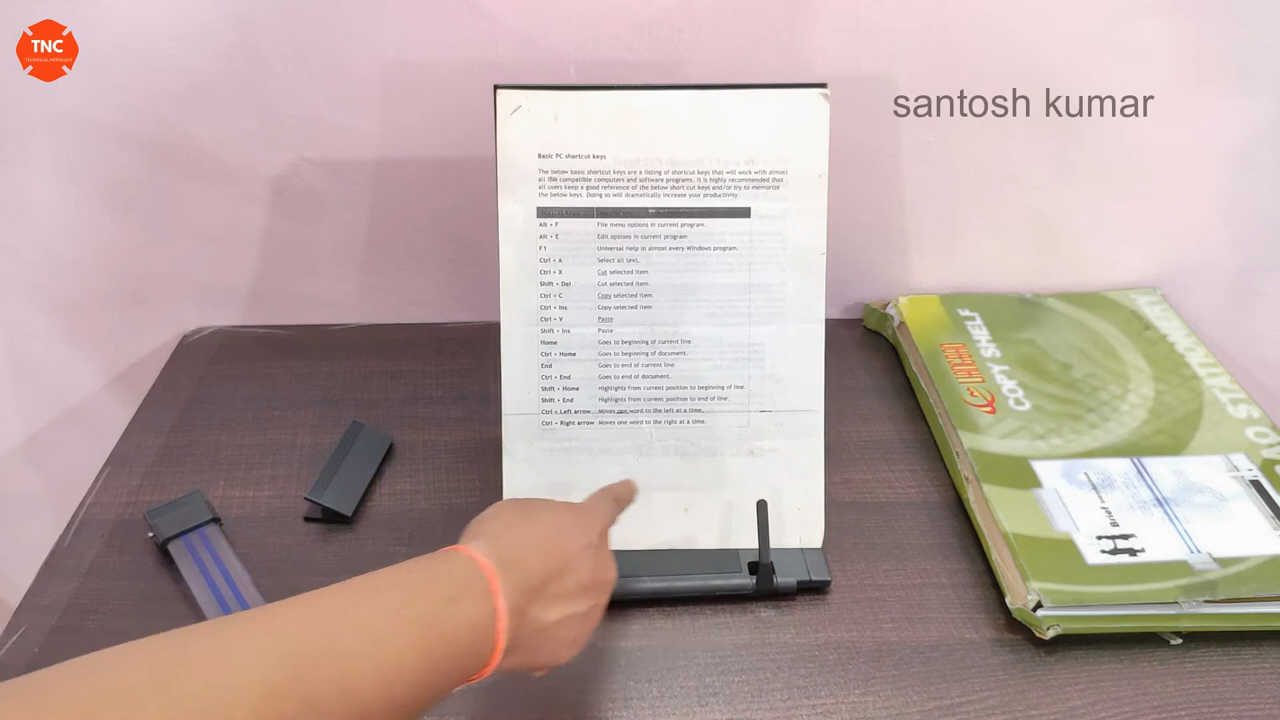 TNC
santosh kumar
Basic PC shortcut keys
The below basic shortcut keys are a listing of shortcut keys that will work with almost
all IBM compatible computers and software programs. It is highly recommended that
all users keep a good reference of the below short cut keys and/or try to memorize
the below keys. Doing so will dramatically increase your productivity.
Alt + F File menu options in current program.
Alt + E Edit options in current program
F1 Universal Help in almost every Windows program.
Ctrl + A Select all text.
Ctrl + X Cut selected item.
Shift + Del Cut selected item.
Ctrl + C Copy selected item.
Ctrl + Ins Copy selected item
Ctrl + V Paste
Shift + Ins Paste
Home Goes to beginning of current line.
Ctrl + Home Goes to beginning of document.
End Goes to end of current line.
Ctrl + End Goes to end of document.
Shift + Home Highlights from current position to beginning of line.
Shift + End Highlights from current position to end of line.
Ctrl + Left arrow Moves one word to the left at a time.
Ctrl + Right arrow Moves one word to the right at a time.
COPY SHELF
Brief